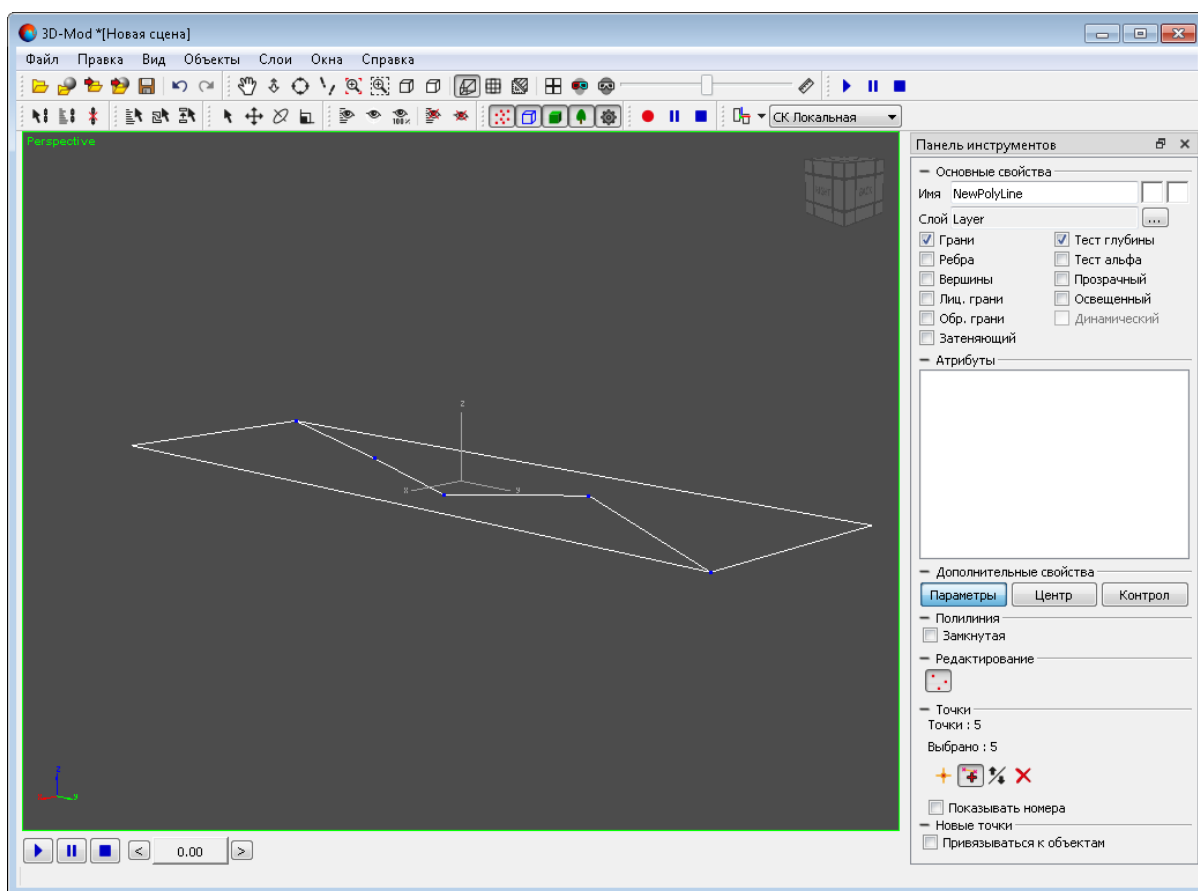 3D-Mod *[Новая сцена]
Файл Правка Вид Объекты Слои Окна Справка
100%
СК Локальная
Perspective
Панель инструментов
Основные свойства
Имя NewPolyLine
Слой Layer ...
Грани Тест глубины
Ребра Тест альфа
Вершины Прозрачный
Лиц. грани Освещенный
Обр. грани Динамический
Затеняющий
Атрибуты
z
x
y
Дополнительные свойства
Параметры Центр Контрол
Полилиния
Замкнутая
Редактирование
Точки
Точки : 5
Выбрано : 5
Показывать номера
Новые точки
Привязываться к объектам
z
y
< 0.00 >